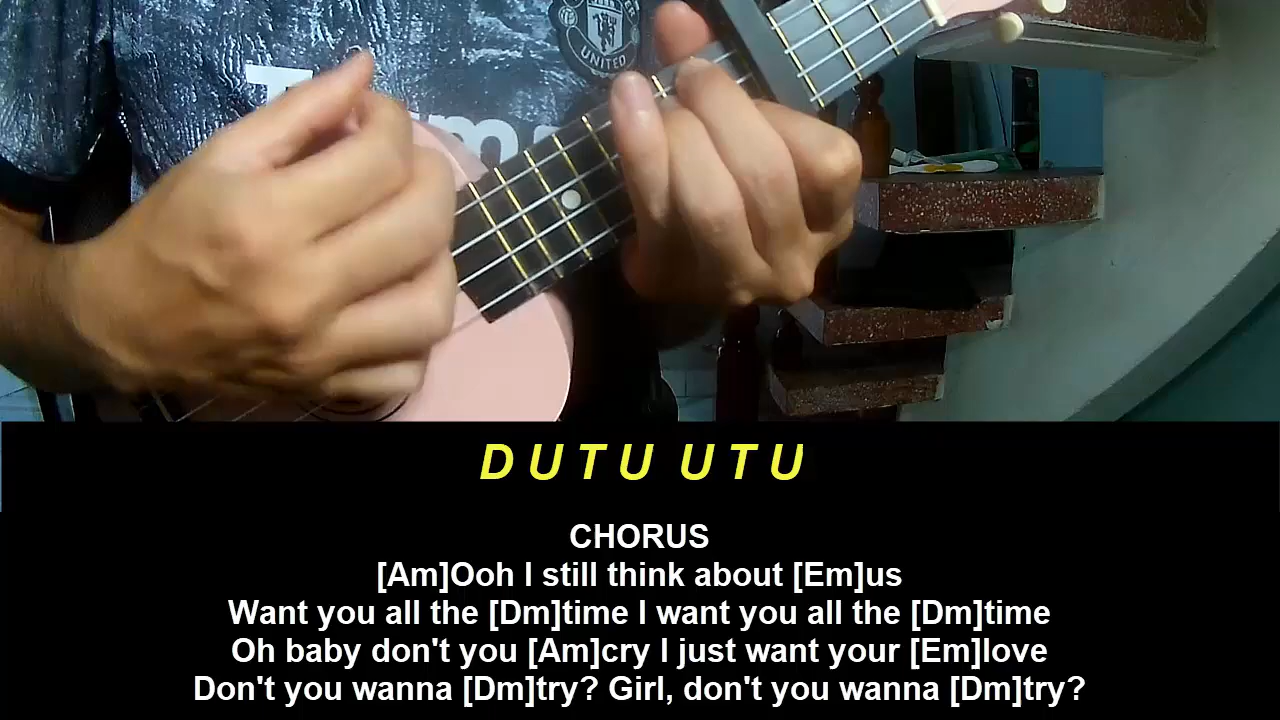 UNITED
D U T U U T U
CHORUS
[Am]Ooh I still think about [Em]us
Want you all the [Dm]time I want you all the [Dm]time
Oh baby don't you [Am]cry I just want your [Em]love
Don't you wanna [Dm]try? Girl, don't you wanna [Dm]try?